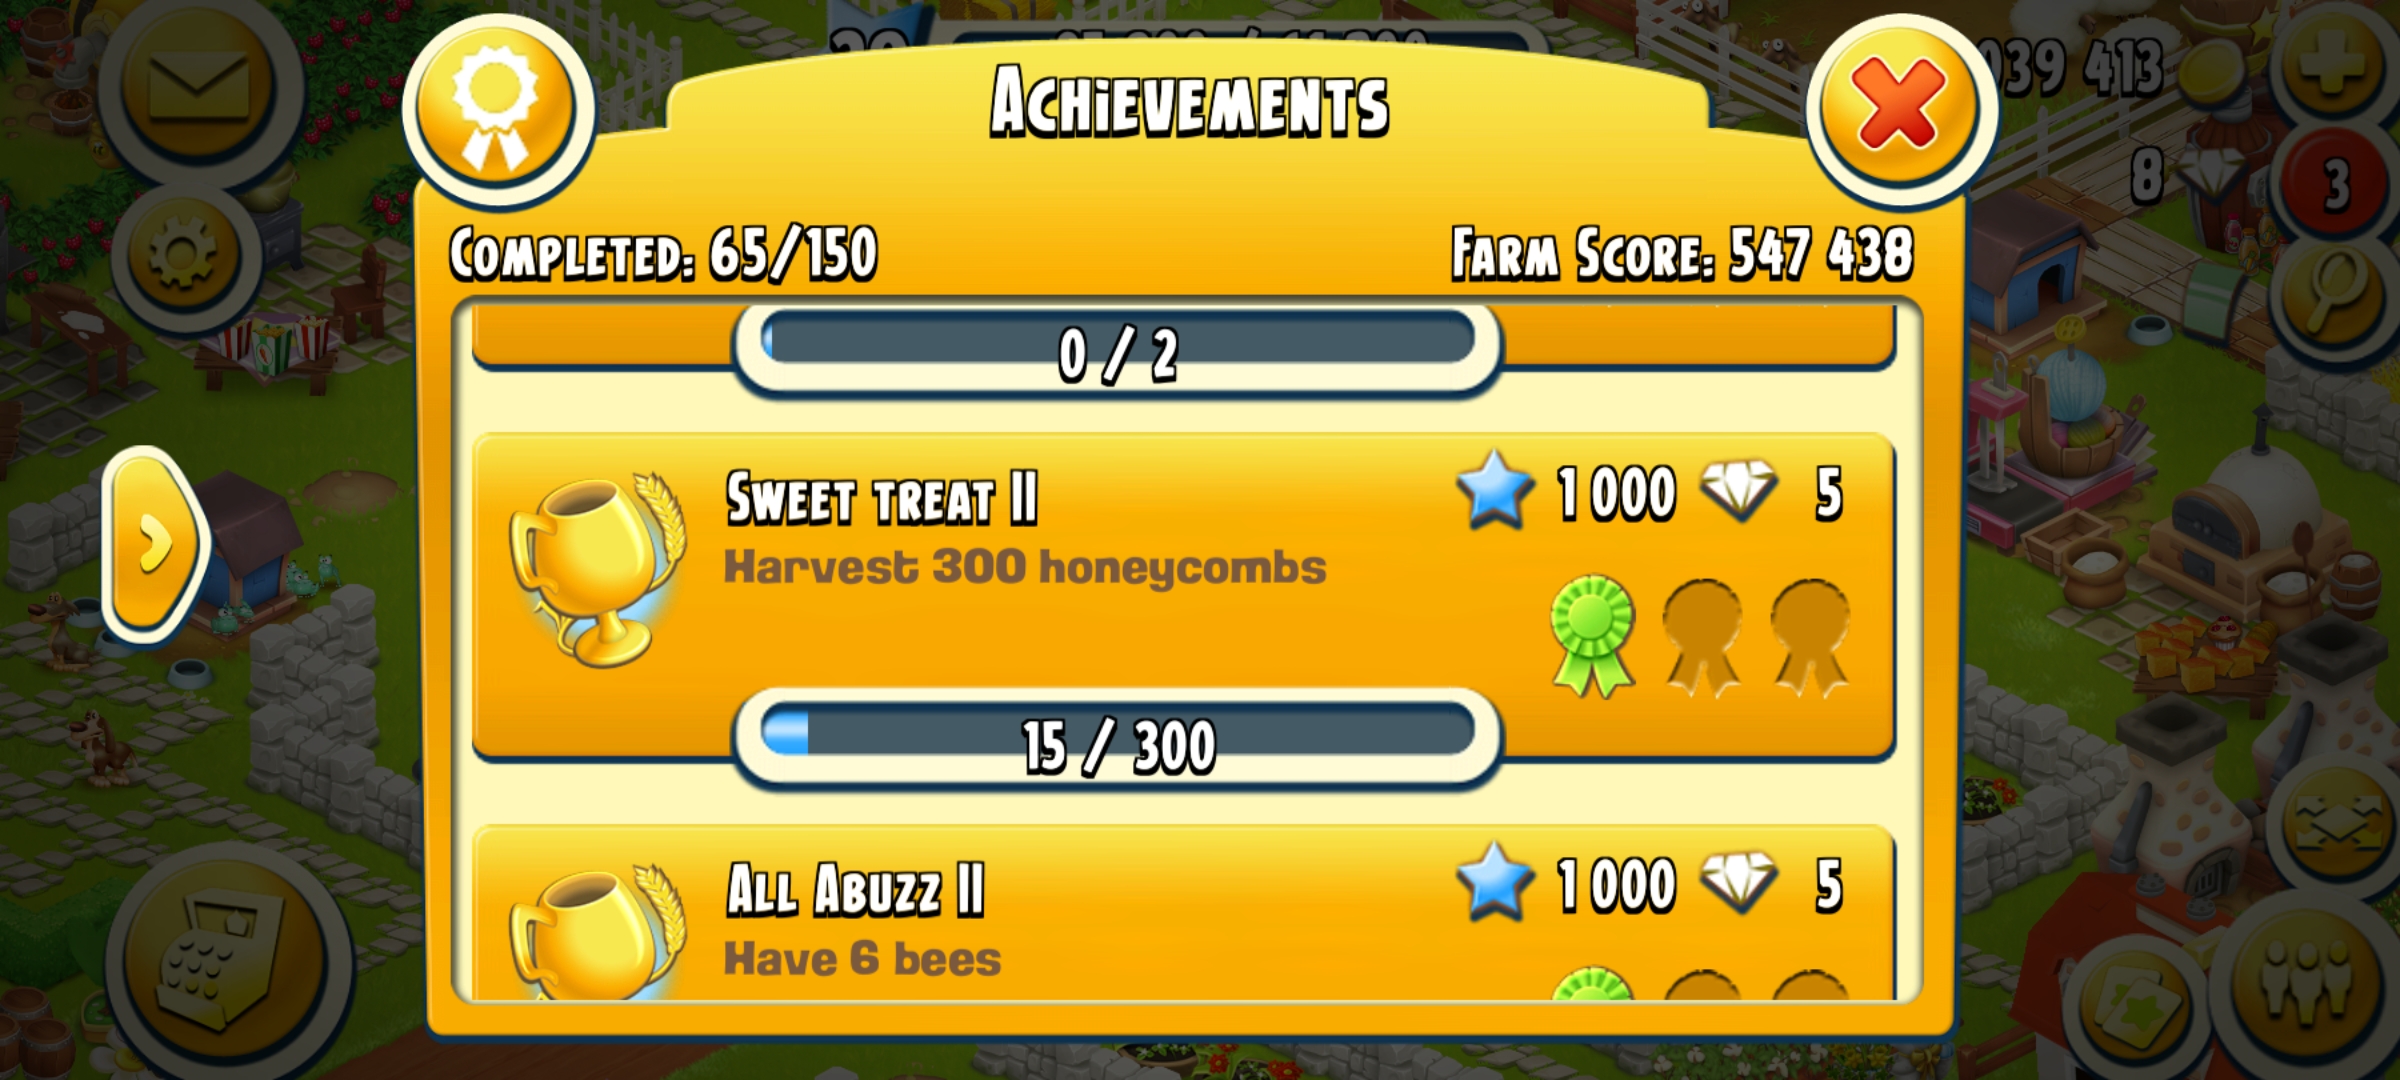 Achievements
039 413
8
3
Completed: 65/150
Farm Score: 547 438
0 / 2
Sweet treat II
1 000
5
Harvest 300 honeycombs
15 / 300
All Abuzz II
1 000
5
Have 6 bees